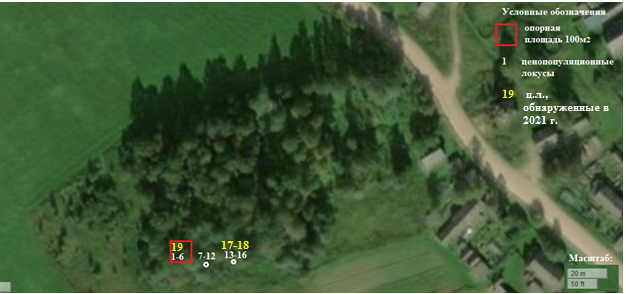 Условные обозначения
опорная
площадь 100м2
1 ценопопуляционные
локусы
19 ц.л.,
обнаруженные в
2021 г.
19
17-18
1-6
7-12
13-16
Масштаб:
20 m
50 ft